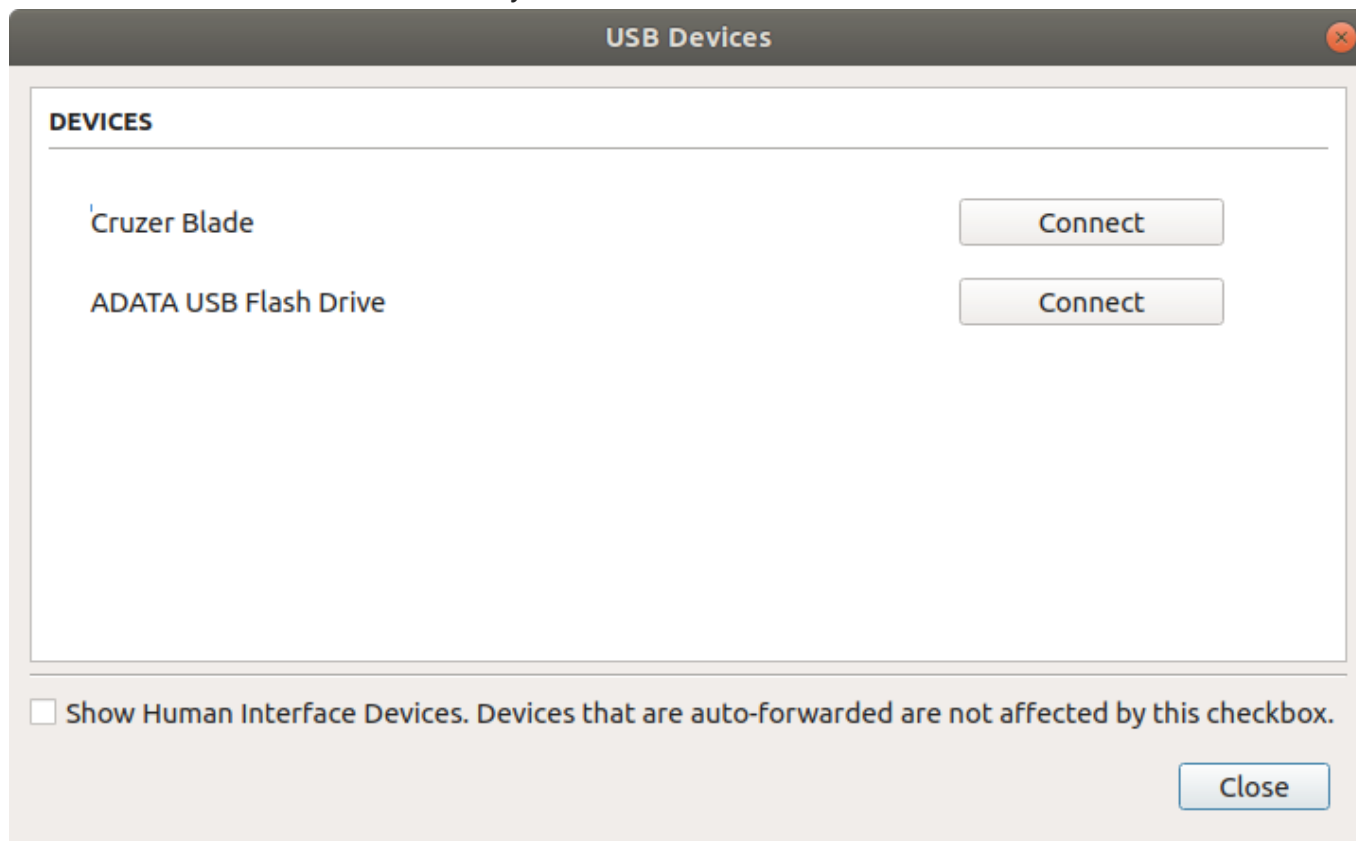 USB Devices
DEVICES
Cruzer Blade
Connect
ADATA USB Flash Drive
Connect
Show Human Interface Devices. Devices that are auto-forwarded are not affected by this checkbox.
Close